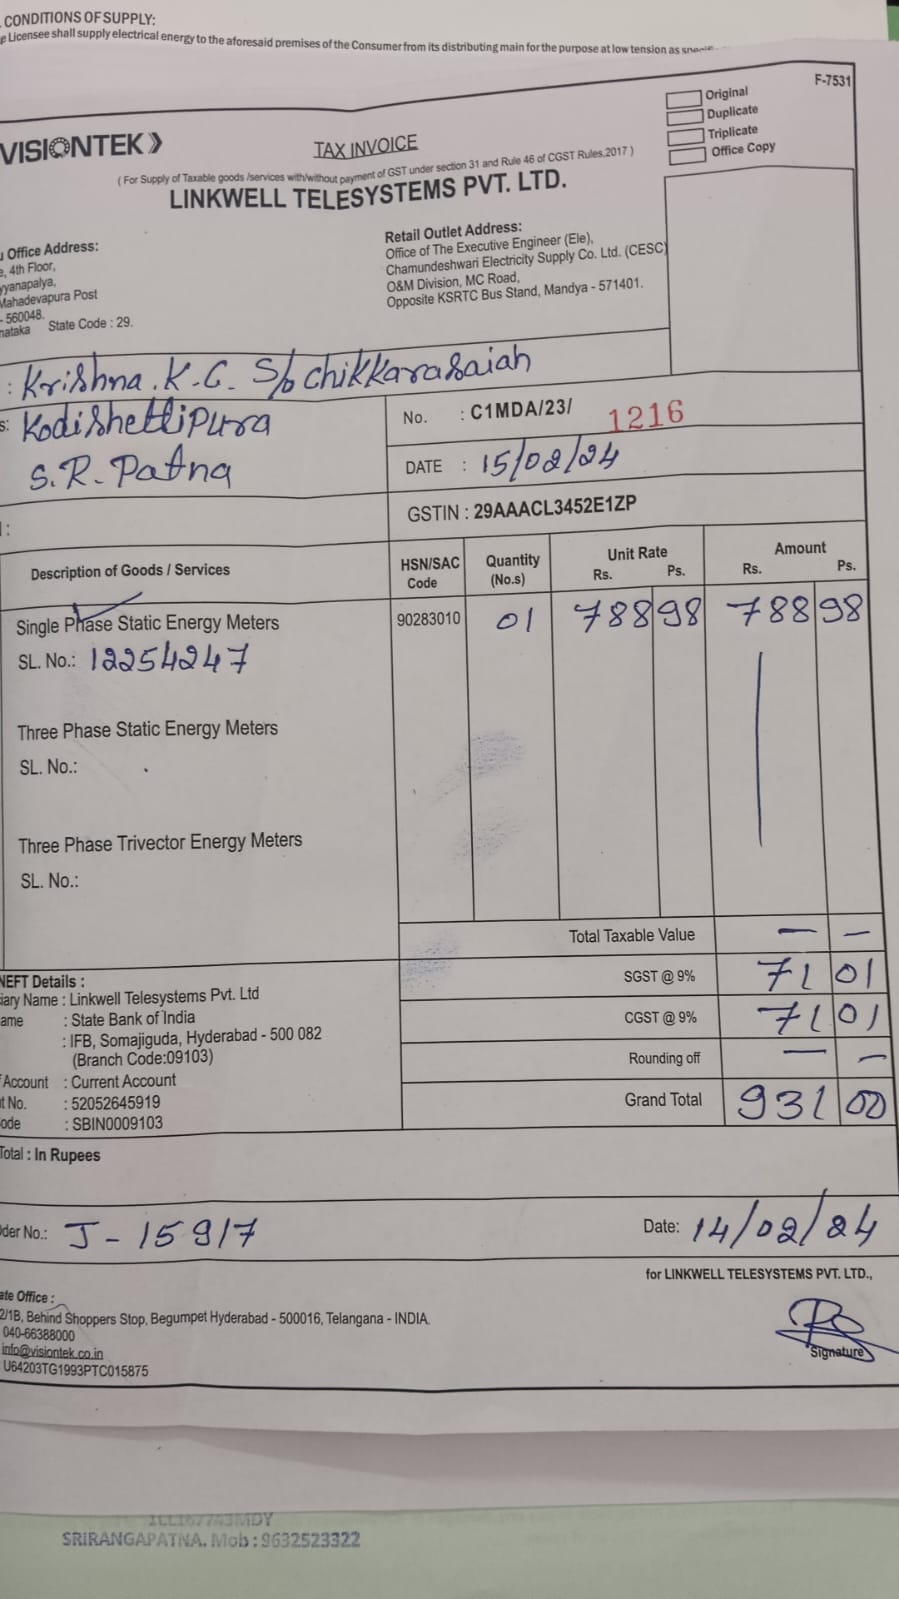 CONDITIONS OF SUPPLY:
e Licensee shall supply electrical energy to the aforesaid premises of the Consumer from its distributing main for the purpose at low tension as
F-7531
Original
Duplicate
Triplicate
Office Copy
VISIONTEK
TAX INVOICE
( For Supply of Taxable goods /services with/without payment of GST under section 31 and Rule 46 of CGST Rules,2017 )
LINKWELL TELESYSTEMS PVT. LTD.
Office Address:
, 4th Floor,
yyanapalya,
Mahadevapura Post
- 560048.
nataka State Code : 29.
Retail Outlet Address:
Office of The Executive Engineer (Ele),
Chamundeshwari Electricity Supply Co. Ltd. (CESC)
O&M Division, MC Road,
Opposite KSRTC Bus Stand, Mandya - 571401.
: Krishna.K.C. S/o chikkarasaiah
s: Kodishettipura
S.R. Patna
No. : C1MDA/23/ 1216
DATE : 15/02/24
GSTIN : 29AAACL3452E1ZP
Description of Goods / Services HSN/SAC Code Quantity (No.s) Unit Rate Rs. Ps. Amount Rs. Ps.
Single Phase Static Energy Meters 90283010 01 788 98 788 98
SL. No.: 12254247
Three Phase Static Energy Meters
SL. No.:
Three Phase Trivector Energy Meters
SL. No.:
Total Taxable Value — —
SGST @ 9% 71 01
CGST @ 9% 71 01
Rounding off — —
Grand Total 931 00
NEFT Details :
iary Name : Linkwell Telesystems Pvt. Ltd
ame : State Bank of India
: IFB, Somajiguda, Hyderabad - 500 082
(Branch Code:09103)
Account : Current Account
t No. : 52052645919
ode : SBIN0009103
Total : In Rupees
der No.: J-15917
Date: 14/02/24
for LINKWELL TELESYSTEMS PVT. LTD.,
Signature
ate Office :
2/1B, Behind Shoppers Stop, Begumpet Hyderabad - 500016, Telangana - INDIA.
040-66388000
info@visiontek.co.in
U64203TG1993PTC015875
SRIRANGAPATNA. Mob : 9632523322